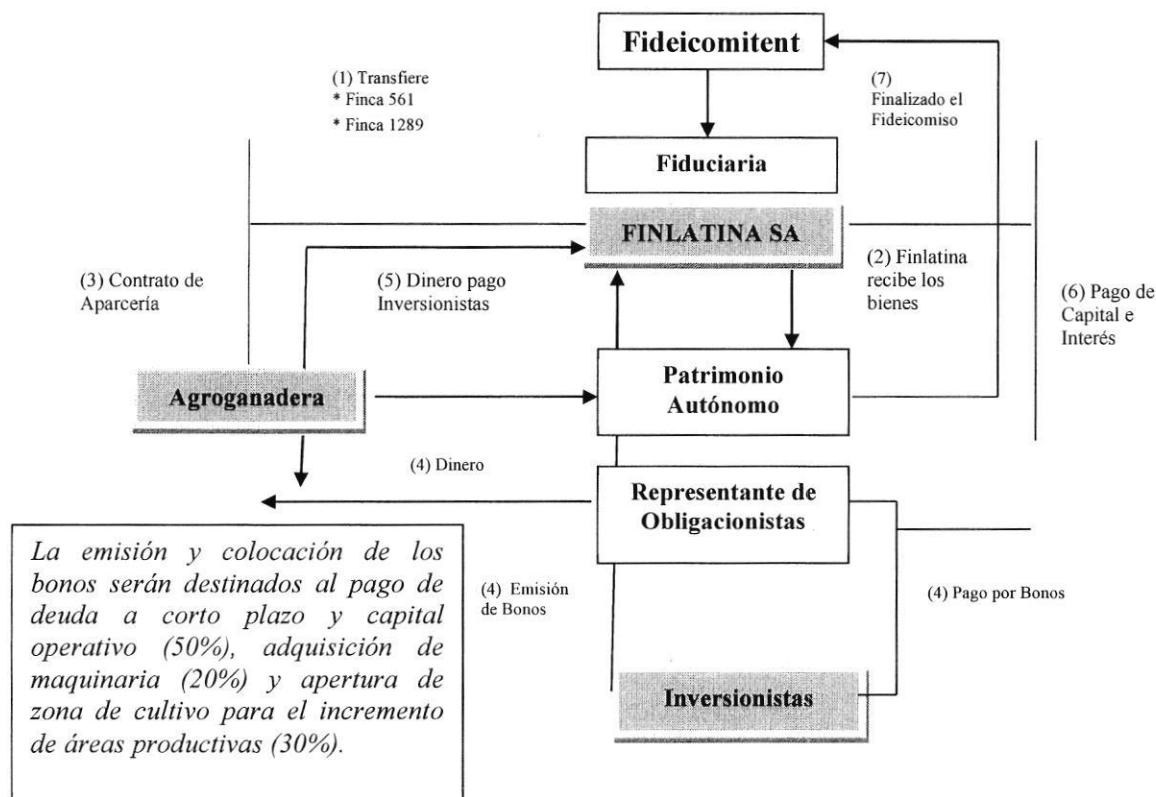 Fideicomitent
(1) Transfiere
* Finca 561
* Finca 1289
(7)
Finalizado el
Fideicomiso
Fiduciaria
FINLATINA SA
(3) Contrato de
Aparcería
(5) Dinero pago
Inversionistas
(2) Finlatina
recibe los
bienes
(6) Pago de
Capital e
Interés
Agroganadera
Patrimonio
Autónomo
(4) Dinero
Representante de
Obligacionistas
La emisión y colocación de los
bonos serán destinados al pago de
deuda a corto plazo y capital
operativo (50%), adquisición de
maquinaria (20%) y apertura de
zona de cultivo para el incremento
de áreas productivas (30%).
(4) Emisión
de Bonos
(4) Pago por Bonos
Inversionistas